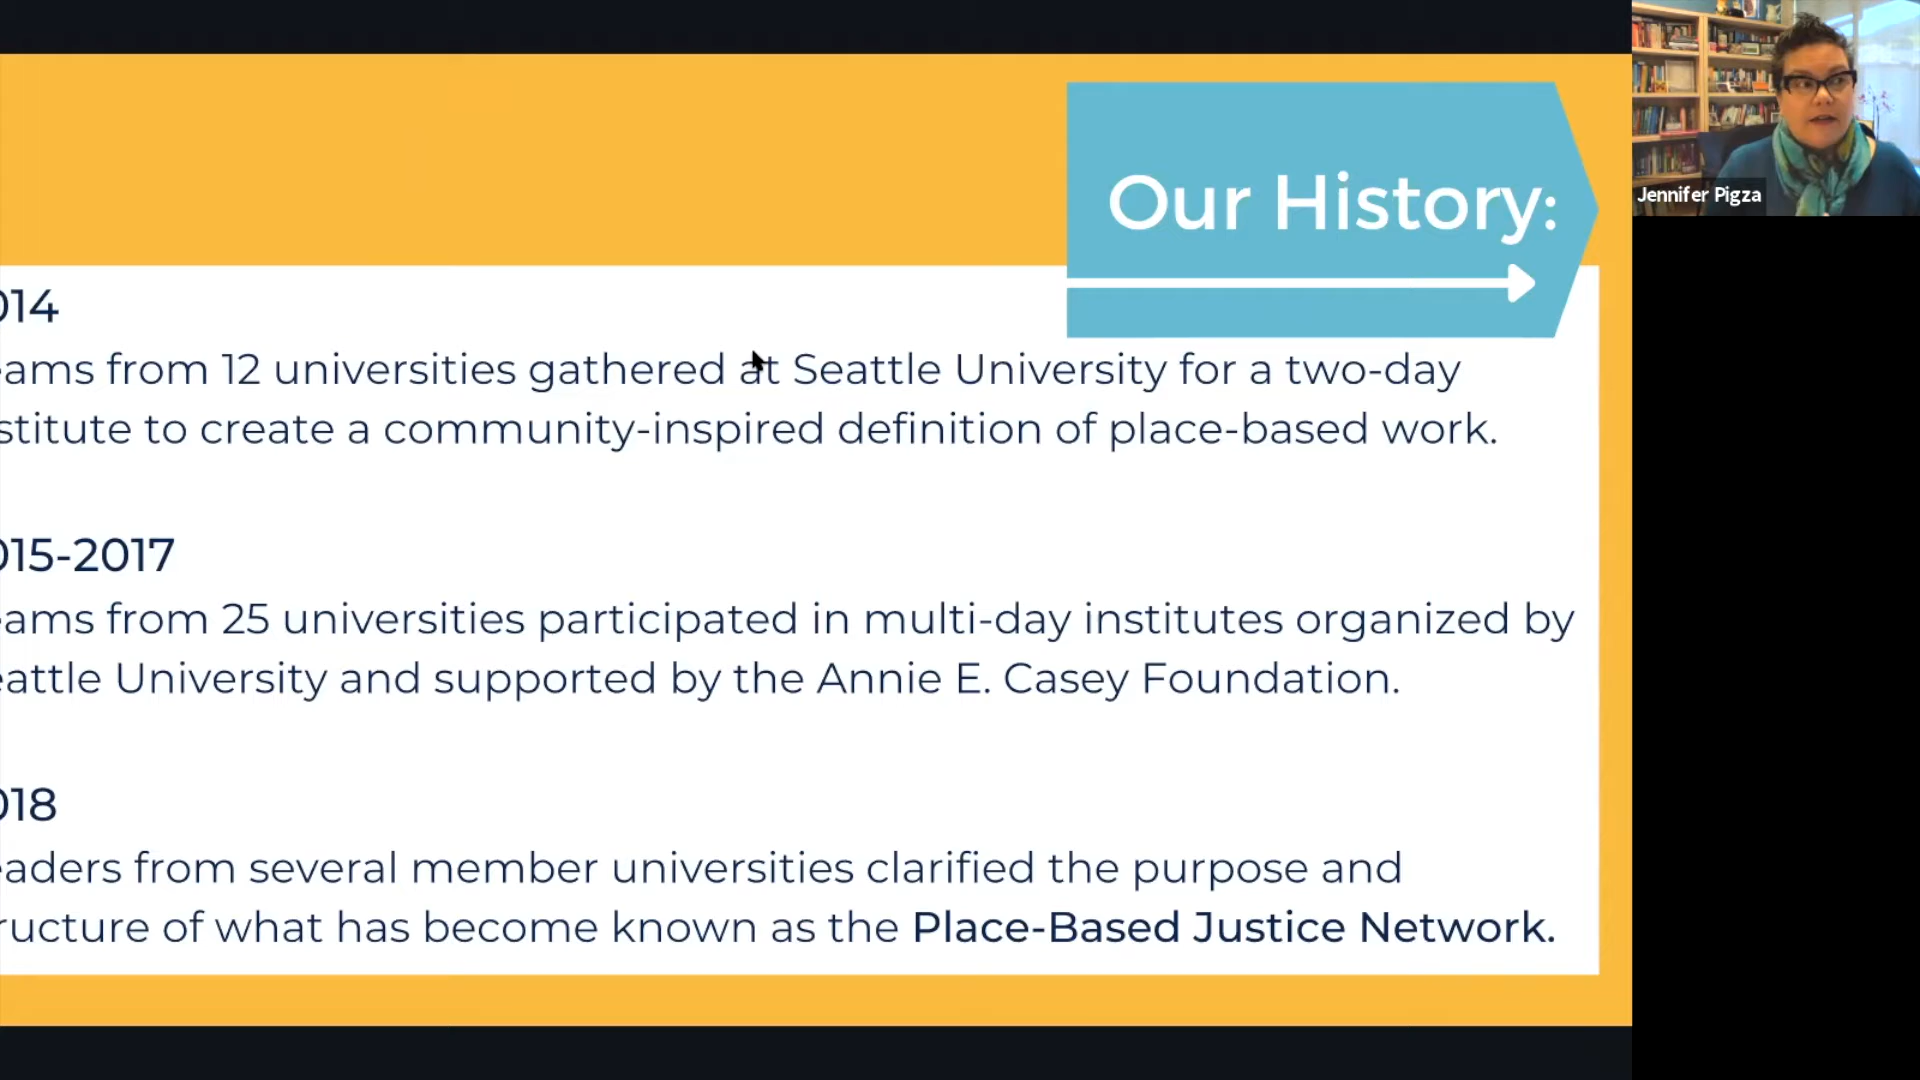 Our History:
Jennifer Pigza
014
ams from 12 universities gathered at Seattle University for a two-day
stitute to create a community-inspired definition of place-based work.
015-2017
ams from 25 universities participated in multi-day institutes organized by
eattle University and supported by the Annie E. Casey Foundation.
018
eaders from several member universities clarified the purpose and
ructure of what has become known as the Place-Based Justice Network.